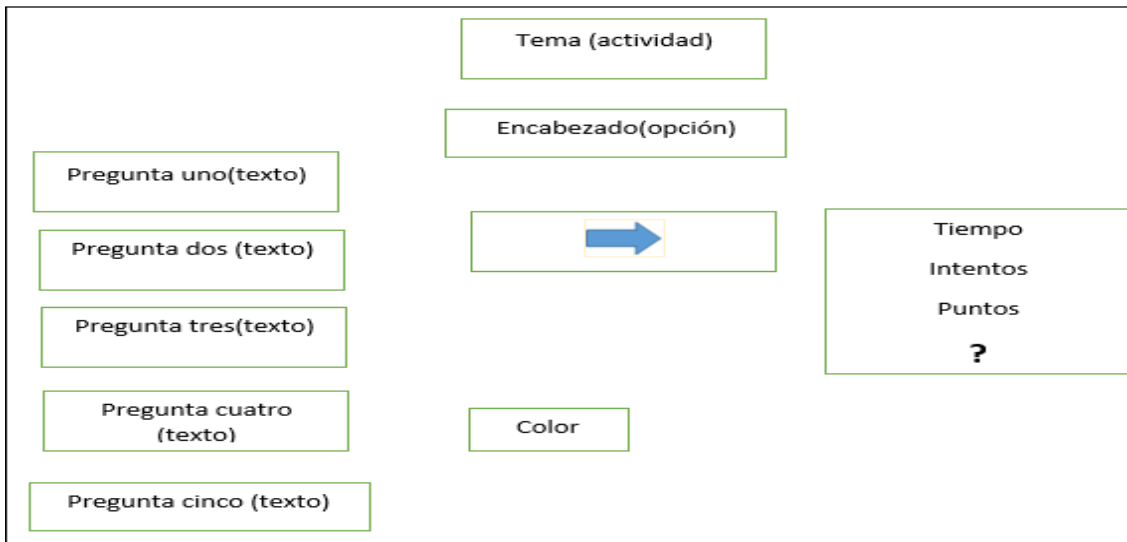 Tema (actividad)
Encabezado(opción)
Pregunta uno(texto)
Pregunta dos (texto)
Pregunta tres(texto)
Pregunta cuatro
(texto)
Pregunta cinco (texto)
Color
Tiempo
Intentos
Puntos
?